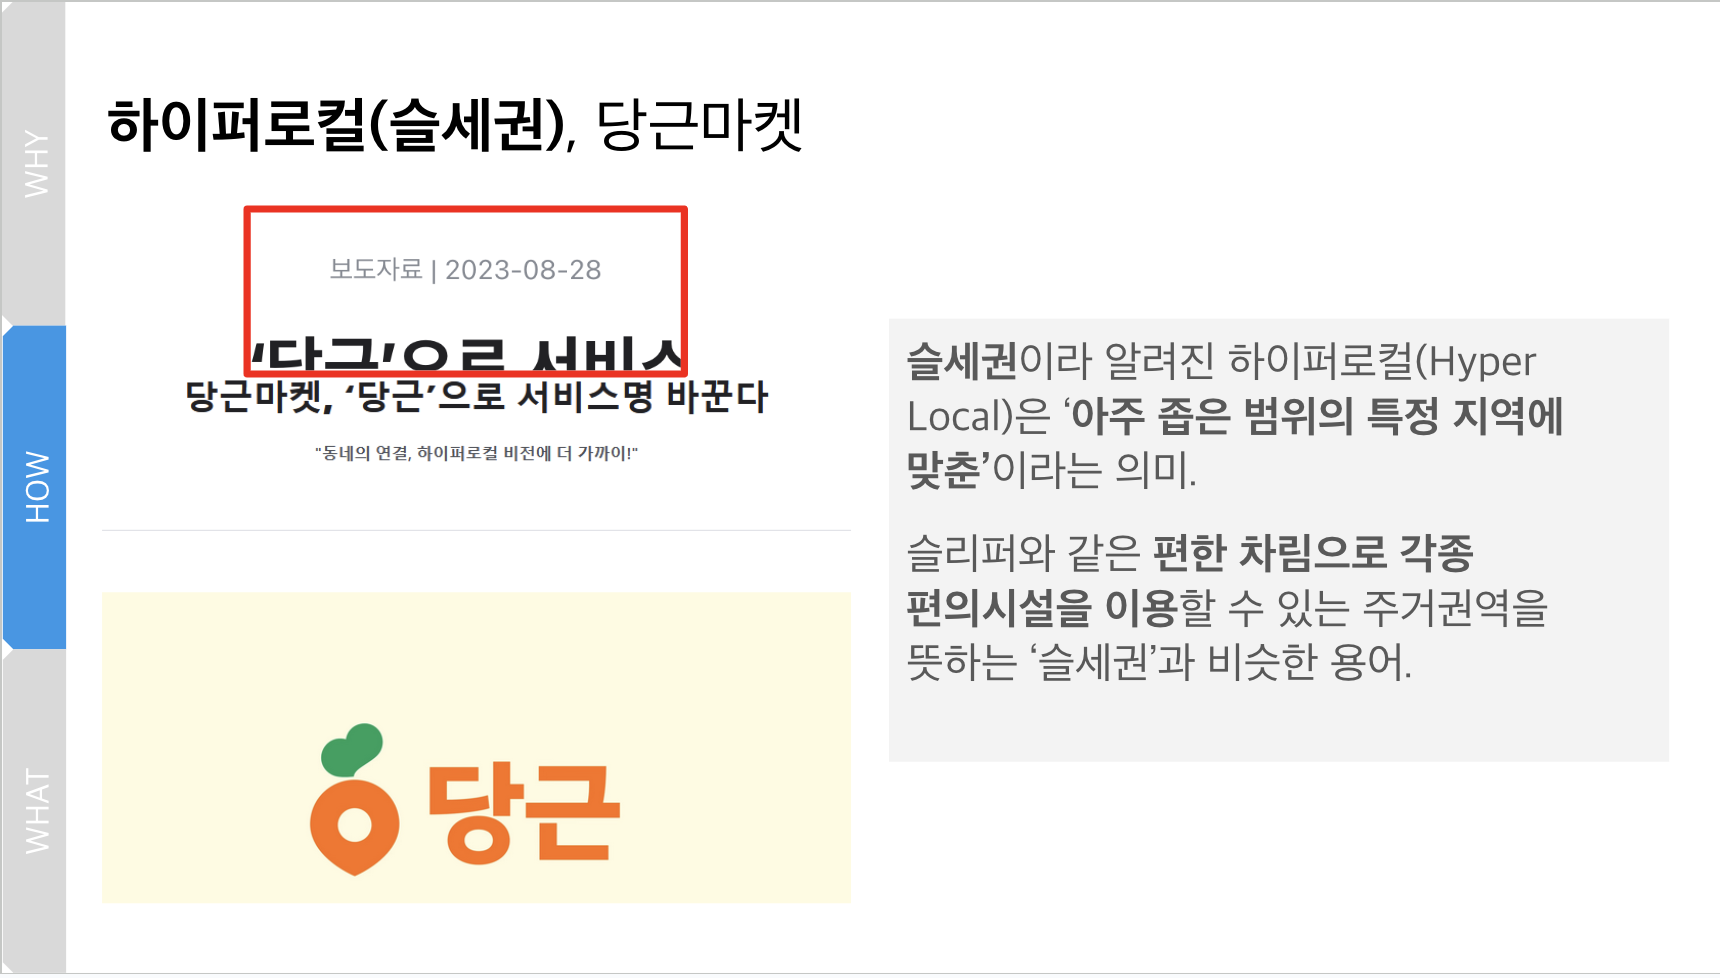 WHY
HOW
WHAT
하이퍼로컬(슬세권), 당근마켓
보도자료 | 2023-08-28
‘당근’으로 서비스
당근마켓, ‘당근’으로 서비스명 바꾼다
"동네의 연결, 하이퍼로컬 비전에 더 가까이!"
당근
슬세권이라 알려진 하이퍼로컬(Hyper
Local)은 ‘아주 좁은 범위의 특정 지역에
맞춘’이라는 의미.
슬리퍼와 같은 편한 차림으로 각종
편의시설을 이용할 수 있는 주거권역을
뜻하는 ‘슬세권’과 비슷한 용어.